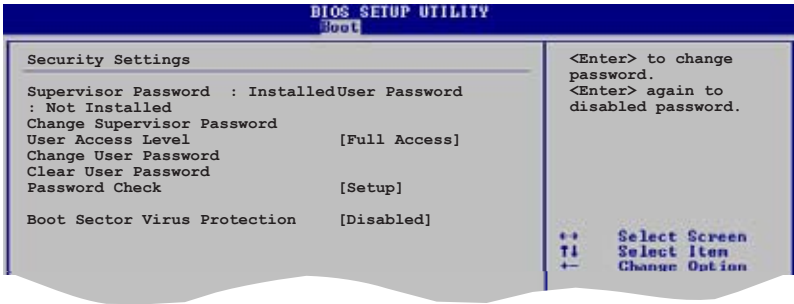 BIOS SETUP UTILITY
Boot
Security Settings
Supervisor Password : InstalledUser Password
: Not Installed
Change Supervisor Password
User Access Level [Full Access]
Change User Password
Clear User Password
Password Check [Setup]
Boot Sector Virus Protection [Disabled]
<Enter> to change
password.
<Enter> again to
disabled password.
←→ Select Screen
↑↓ Select Item
+- Change Option